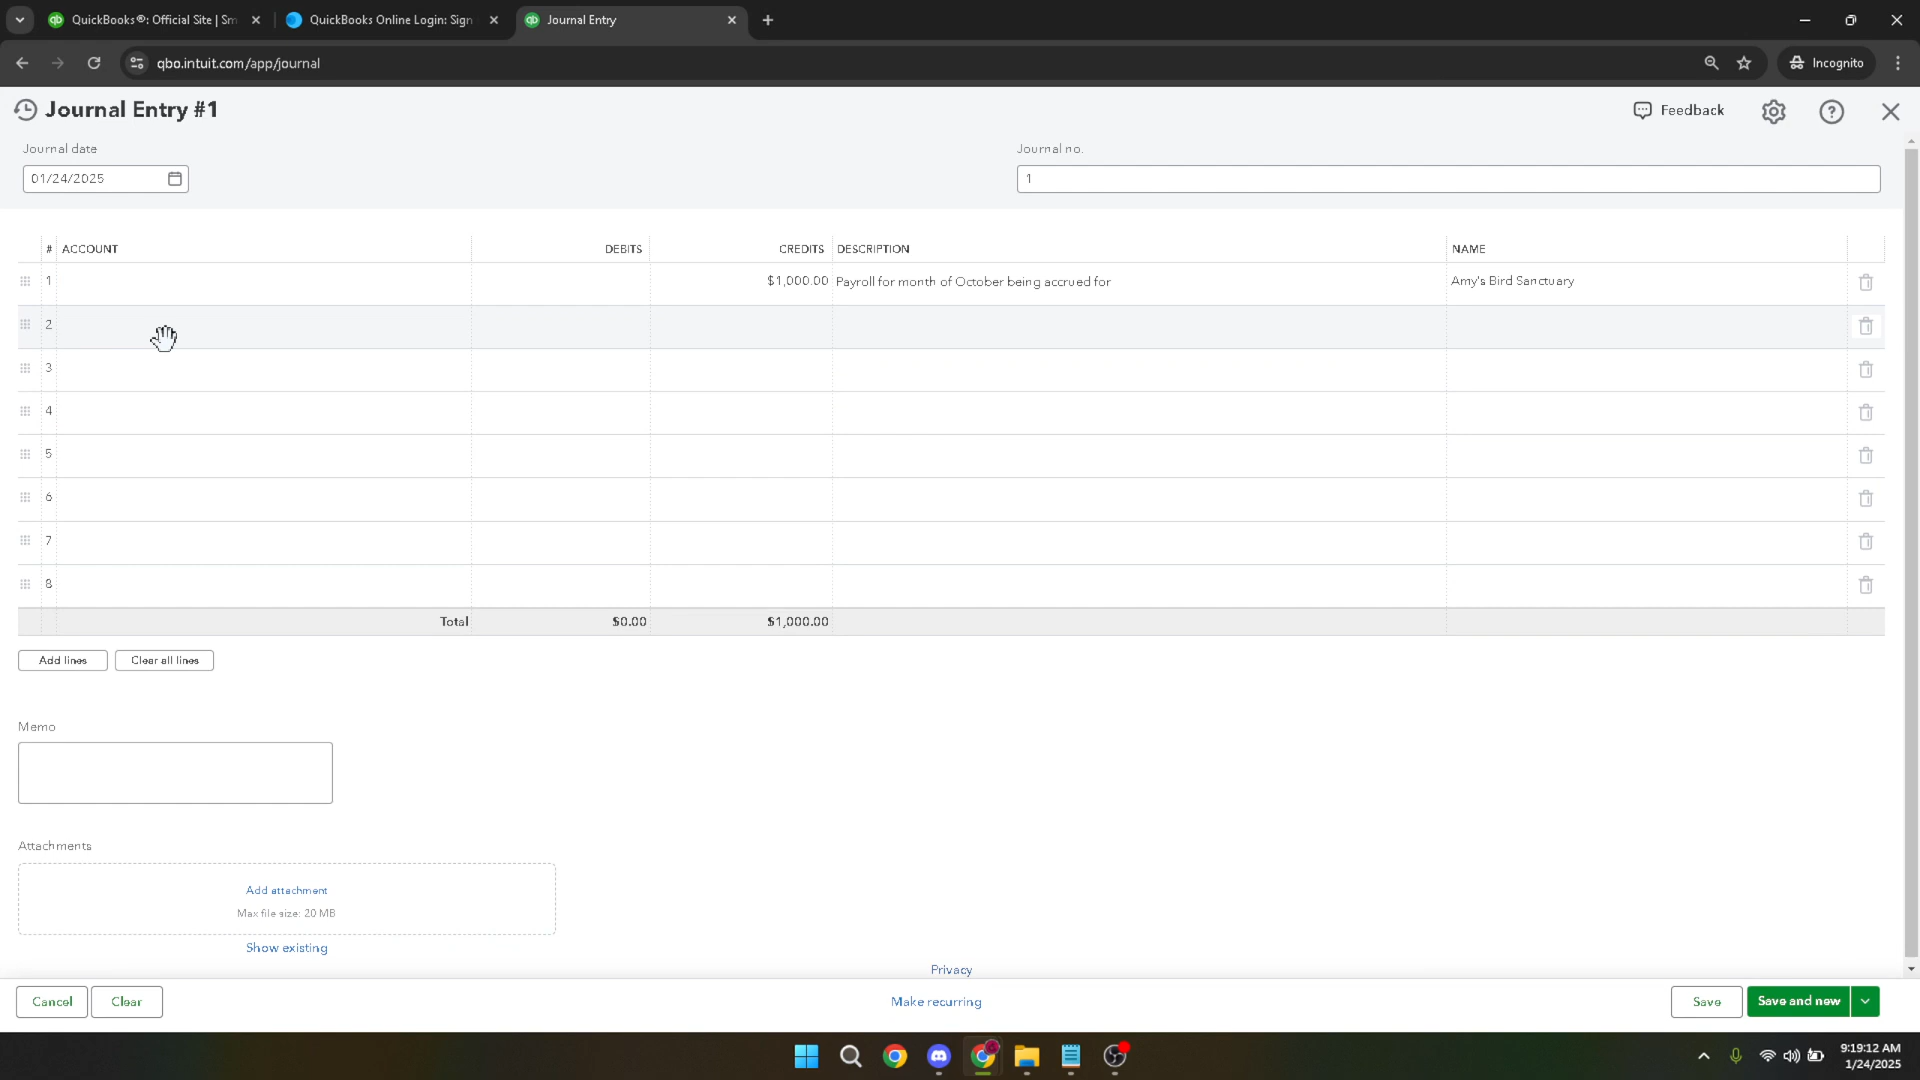 QuickBooks®: Official Site | Sm
QuickBooks Online Login: Sign
Journal Entry
qbo.intuit.com/app/journal
Incognito
Journal Entry #1
Feedback
Journal date
Journal no.
01/24/2025
1
# ACCOUNT DEBITS CREDITS DESCRIPTION NAME
1 $1,000.00 Payroll for month of October being accrued for Amy's Bird Sanctuary
2
3
4
5
6
7
8
Total $0.00 $1,000.00
Add lines Clear all lines
Memo
Attachments
Add attachment
Max file size: 20 MB
Show existing
Privacy
Cancel Clear Make recurring Save Save and new
9:19:12 AM
1/24/2025